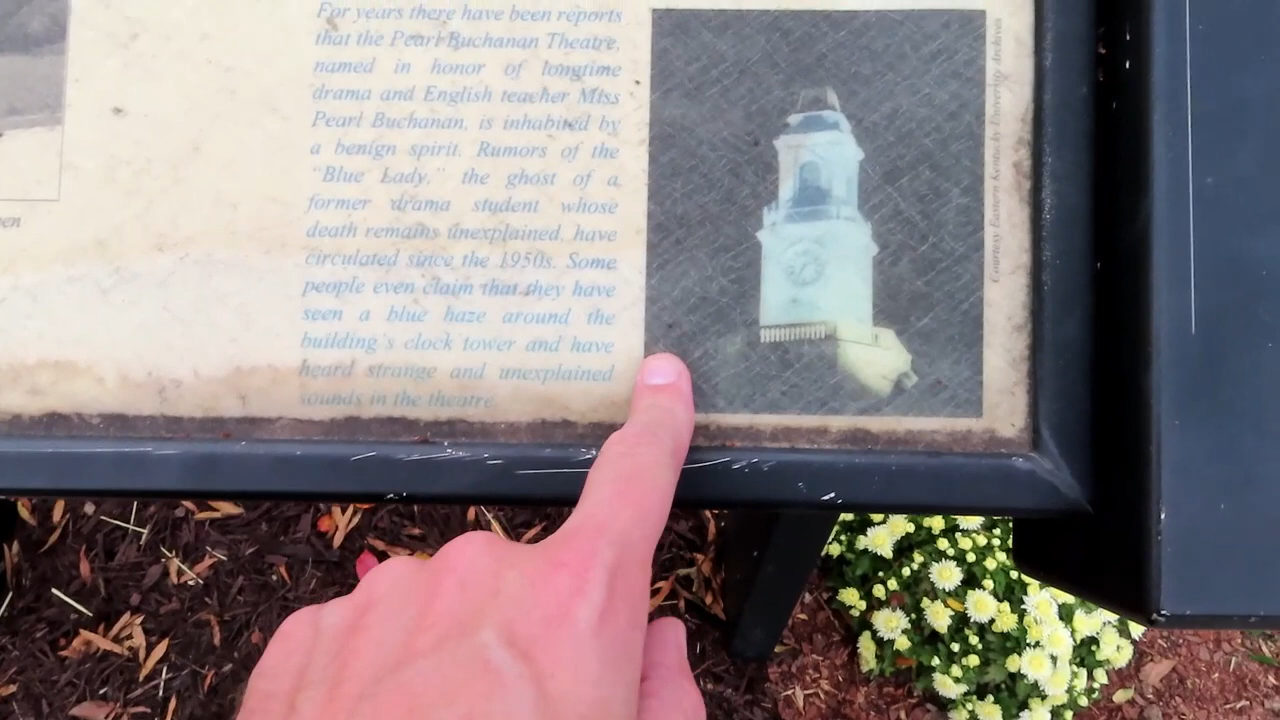 For years there have been reports
that the Pearl Buchanan Theatre,
named in honor of longtime
drama and English teacher Miss
Pearl Buchanan, is inhabited by
a benign spirit. Rumors of the
"Blue Lady," the ghost of a
former drama student whose
death remains unexplained, have
circulated since the 1950s. Some
people even claim that they have
seen a blue haze around the
building's clock tower and have
heard strange and unexplained
sounds in the theatre.
Courtesy Eastern Kentucky University Archives